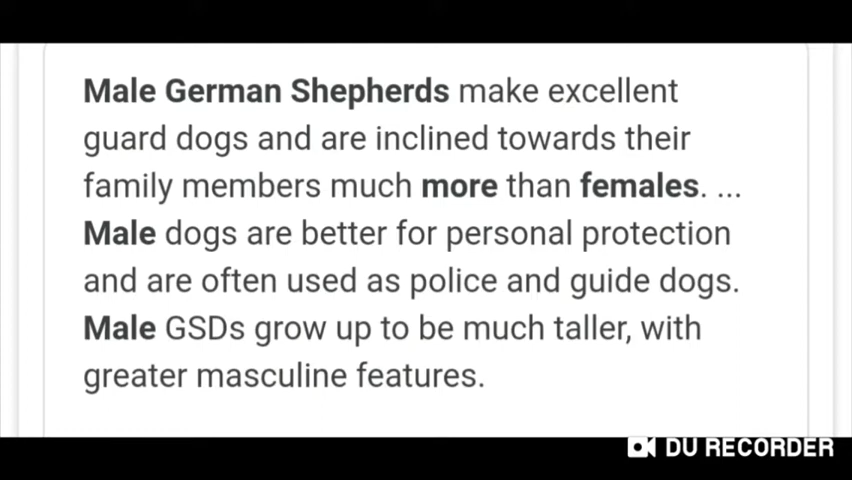 Male German Shepherds make excellent
guard dogs and are inclined towards their
family members much more than females. ...
Male dogs are better for personal protection
and are often used as police and guide dogs.
Male GSDs grow up to be much taller, with
greater masculine features.
DU RECORDER